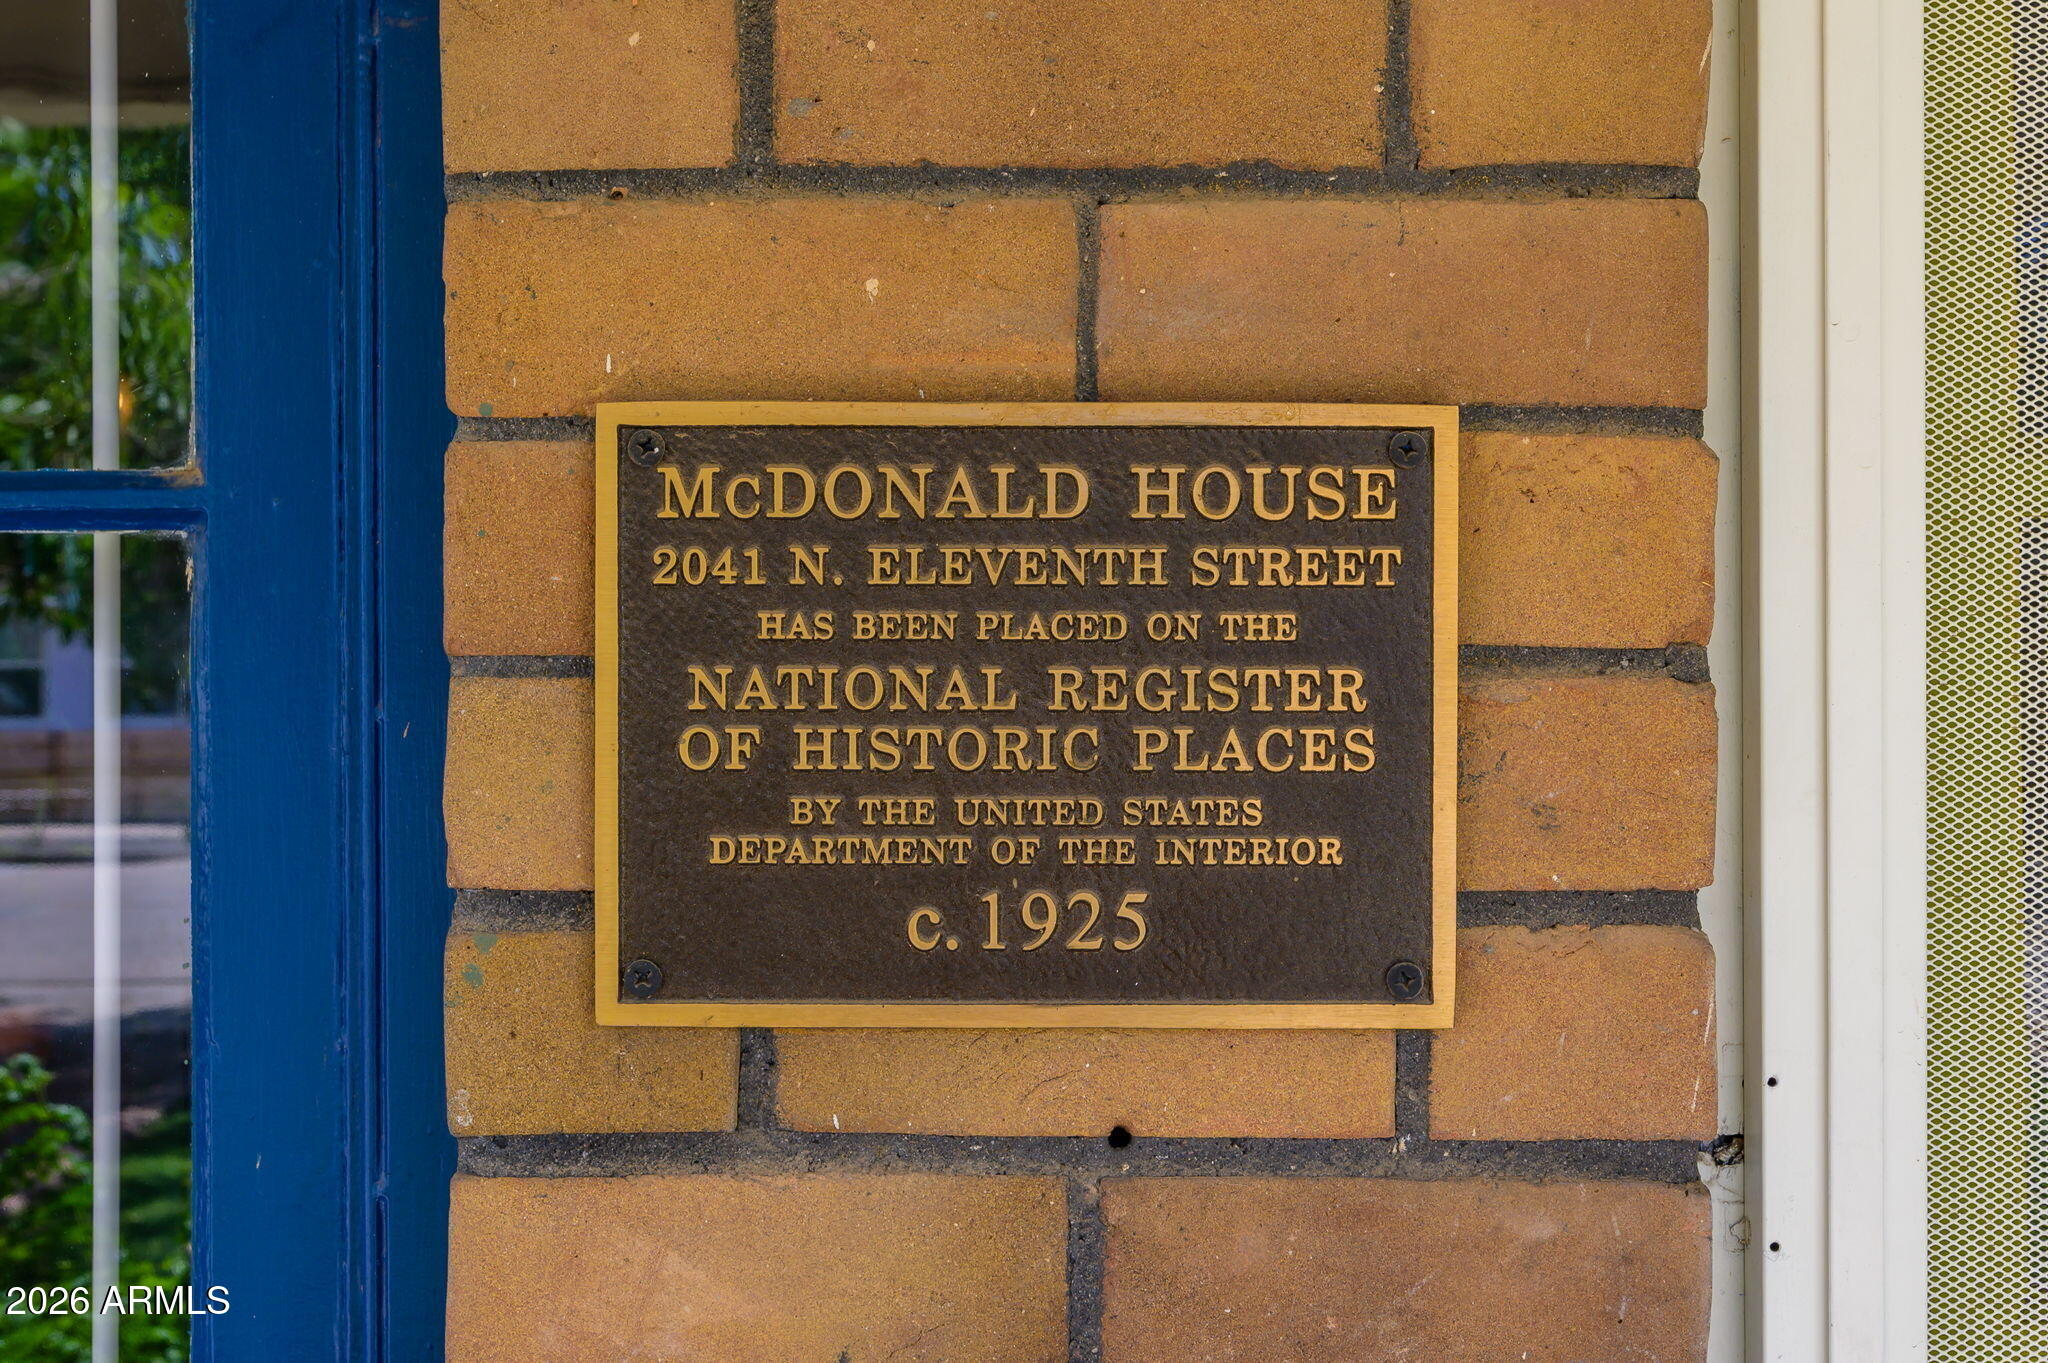 McDONALD HOUSE
2041 N. ELEVENTH STREET
HAS BEEN PLACED ON THE
NATIONAL REGISTER
OF HISTORIC PLACES
BY THE UNITED STATES
DEPARTMENT OF THE INTERIOR
c. 1925
2026 ARMLS